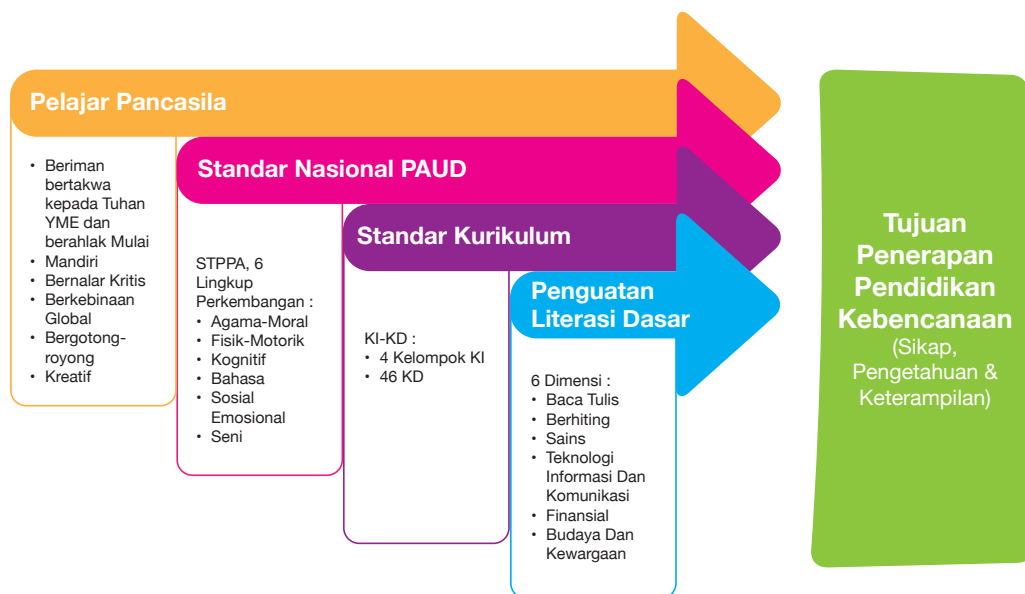 Pelajar Pancasila
• Beriman
bertakwa
kepada Tuhan
YME dan
berahlak Mulai
• Mandiri
• Bernalar Kritis
• Berkebinaan
Global
• Bergotong-
royong
• Kreatif
Standar Nasional PAUD
STPPA, 6
Lingkup
Perkembangan :
• Agama-Moral
• Fisik-Motorik
• Kognitif
• Bahasa
• Sosial
Emosional
• Seni
Standar Kurikulum
KI-KD :
• 4 Kelompok KI
• 46 KD
Penguatan
Literasi Dasar
6 Dimensi :
• Baca Tulis
• Berhiting
• Sains
• Teknologi
Informasi Dan
Komunikasi
• Finansial
• Budaya Dan
Kewargaan
Tujuan
Penerapan
Pendidikan
Kebencanaan
(Sikap,
Pengetahuan &
Keterampilan)